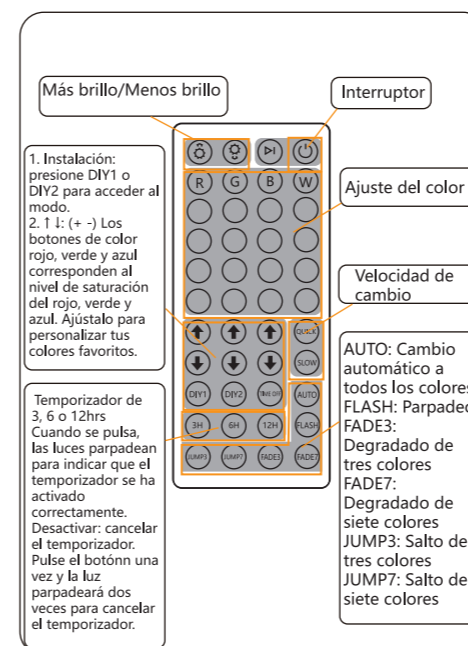 Más brillo/Menos brillo
Interruptor
1. Instalación:
presione DIY1 o
DIY2 para acceder al
modo.
2. ↑↓: (+ -) Los
botones de color
rojo, verde y azul
corresponden al
nivel de saturación
del rojo, verde y
azul. Ajústalo para
personalizar tus
colores favoritos.
Temporizador de
3, 6 o 12hrs
Cuando se pulsa,
las luces parpadean
para indicar que el
temporizador se ha
activado
correctamente.
Desactivar: cancelar
el temporizador.
Pulse el botónn una
vez y la luz
parpadeará dos
veces para cancelar
el temporizador.
R G B W
QUICK
SLOW
DIY1 DIY2 TIME OFF AUTO
3H 6H 12H FLASH
JUMP3 JUMP7 FADE3 FADE7
Ajuste del color
Velocidad de
cambio
AUTO: Cambio
automático a
todos los colores
FLASH: Parpadeo
FADE3:
Degradado de
tres colores
FADE7:
Degradado de
siete colores
JUMP3: Salto de
tres colores
JUMP7: Salto de
siete colores